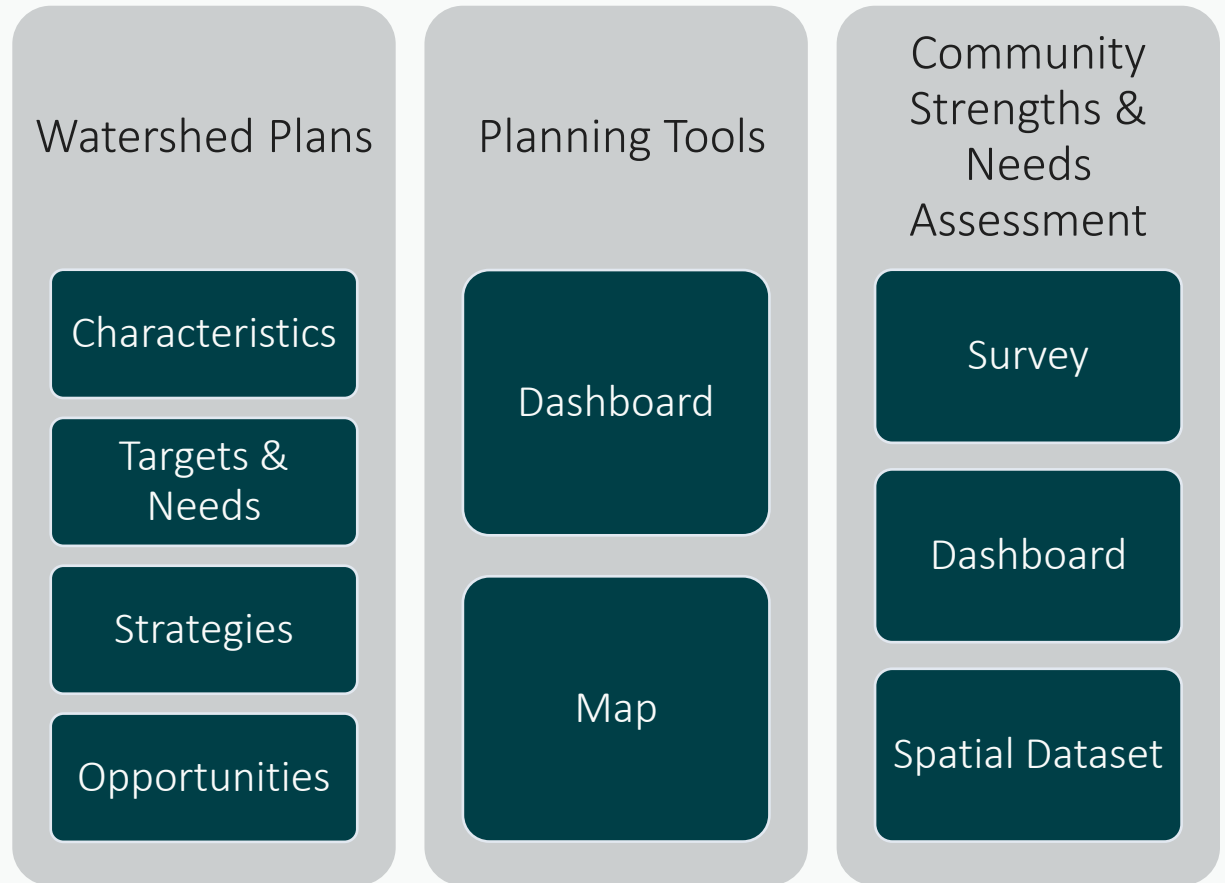 Watershed Plans
Characteristics
Targets &
Needs
Strategies
Opportunities
Planning Tools
Dashboard
Map
Community
Strengths &
Needs
Assessment
Survey
Dashboard
Spatial Dataset